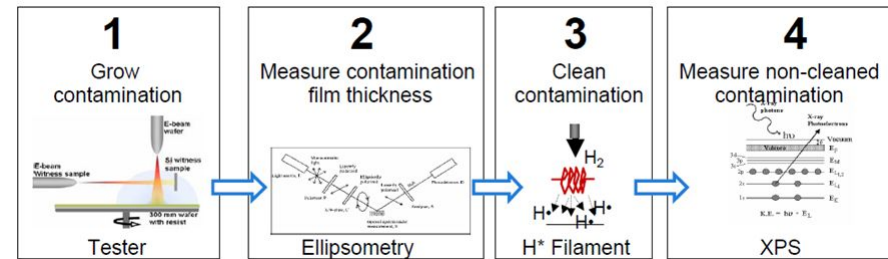 1
Grow
contamination
E-beam
wafer
E-beam
Witness sample
Si witness
sample
300 mm wafer
with resist
Tester
2
Measure contamination
film thickness
Ellipsometry
3
Clean
contamination
H2
H• H•
H• H•
H* Filament
4
Measure non-cleaned
contamination
X-ray
Photoelectrons
Vacuum
Valence
XPS